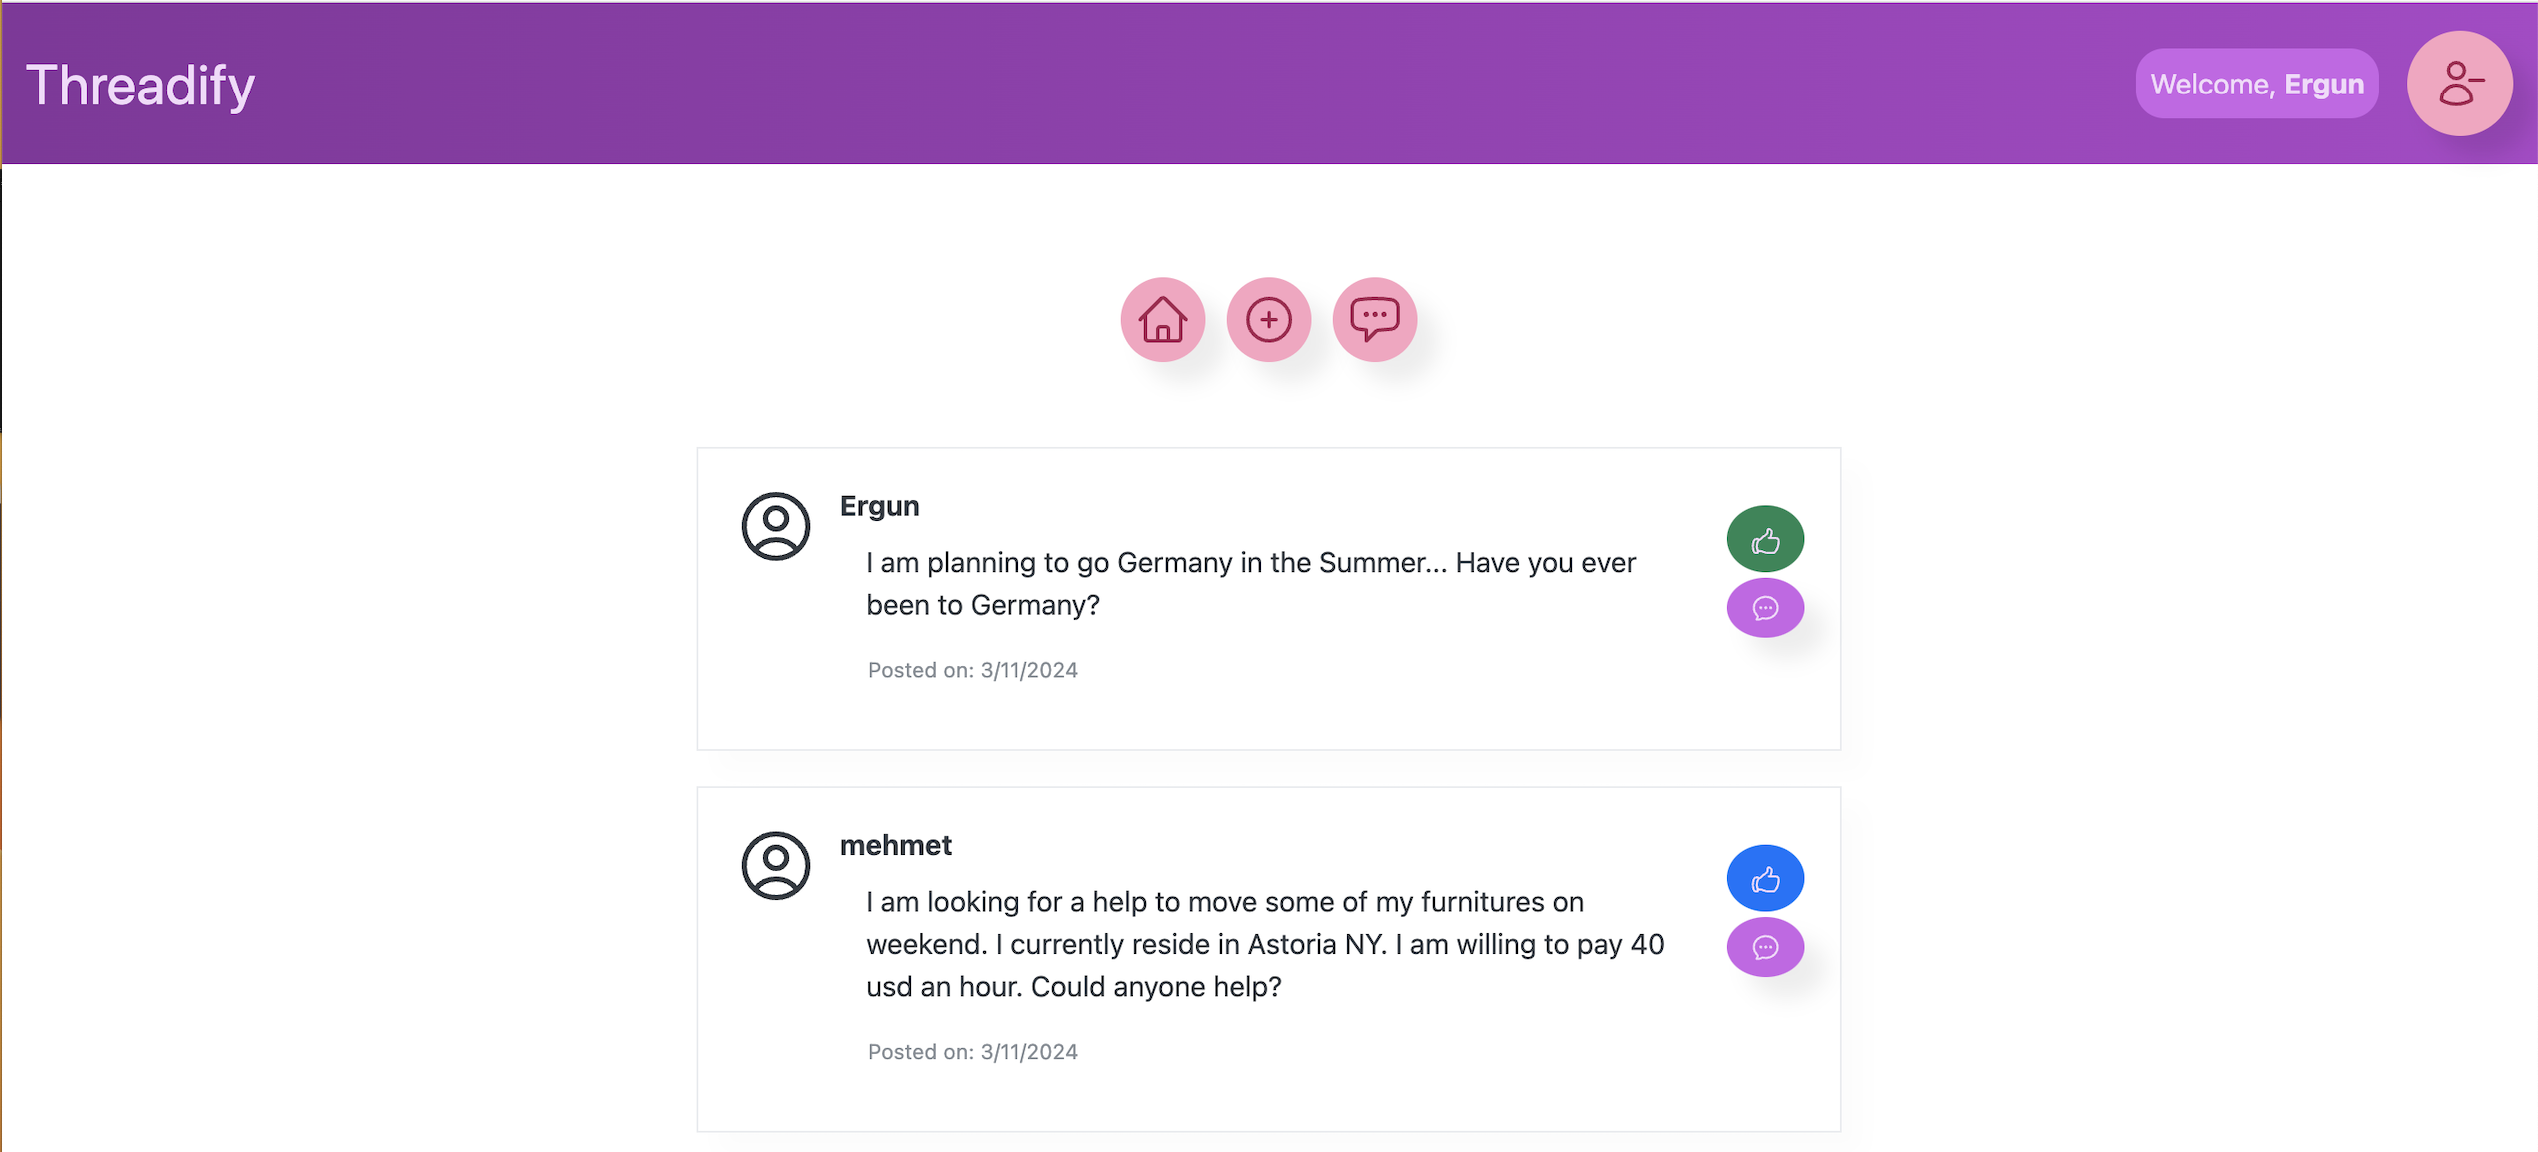 Threadify
Welcome, Ergun
Ergun
I am planning to go Germany in the Summer... Have you ever
been to Germany?
Posted on: 3/11/2024
mehmet
I am looking for a help to move some of my furnitures on
weekend. I currently reside in Astoria NY. I am willing to pay 40
usd an hour. Could anyone help?
Posted on: 3/11/2024